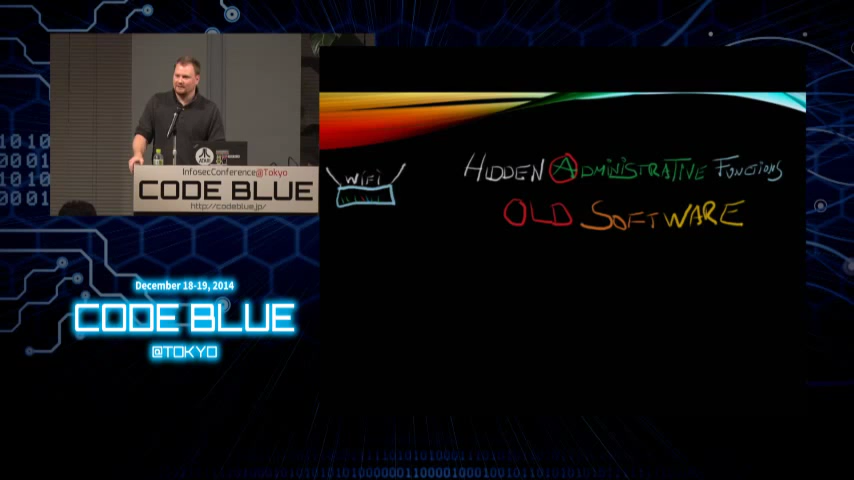 InfosecConference@Tokyo
CODE BLUE
http://codeblue.jp/
ATARI
December 18-19, 2014
CODE BLUE
@TOKYO
WiFi
HIDDEN ADMINISTRATIVE FUNCTIONS
OLD SOFTWARE